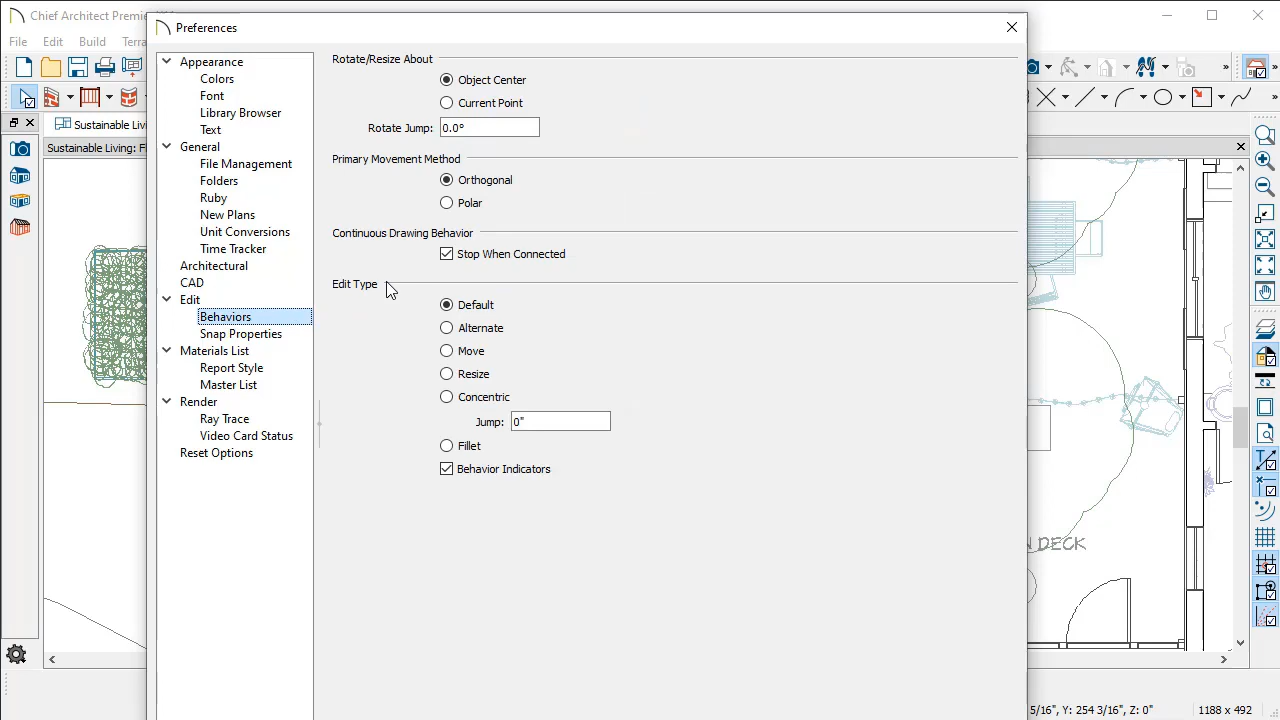 Chief Architect Premier
Preferences
File Edit Build Terra
Sustainable Livi
Sustainable Living: F
Appearance
Colors
Font
Library Browser
Text
General
File Management
Folders
Ruby
New Plans
Unit Conversions
Time Tracker
Architectural
CAD
Edit
Behaviors
Snap Properties
Materials List
Report Style
Master List
Render
Ray Trace
Video Card Status
Reset Options
Rotate/Resize About
Object Center
Current Point
Rotate Jump: 0.0°
Primary Movement Method
Orthogonal
Polar
Continuous Drawing Behavior
Stop When Connected
Edit Type
Default
Alternate
Move
Resize
Concentric
Jump: 0"
Fillet
Behavior Indicators
N DECK
5/16", Y: 254 3/16", Z: 0" 1188 x 492